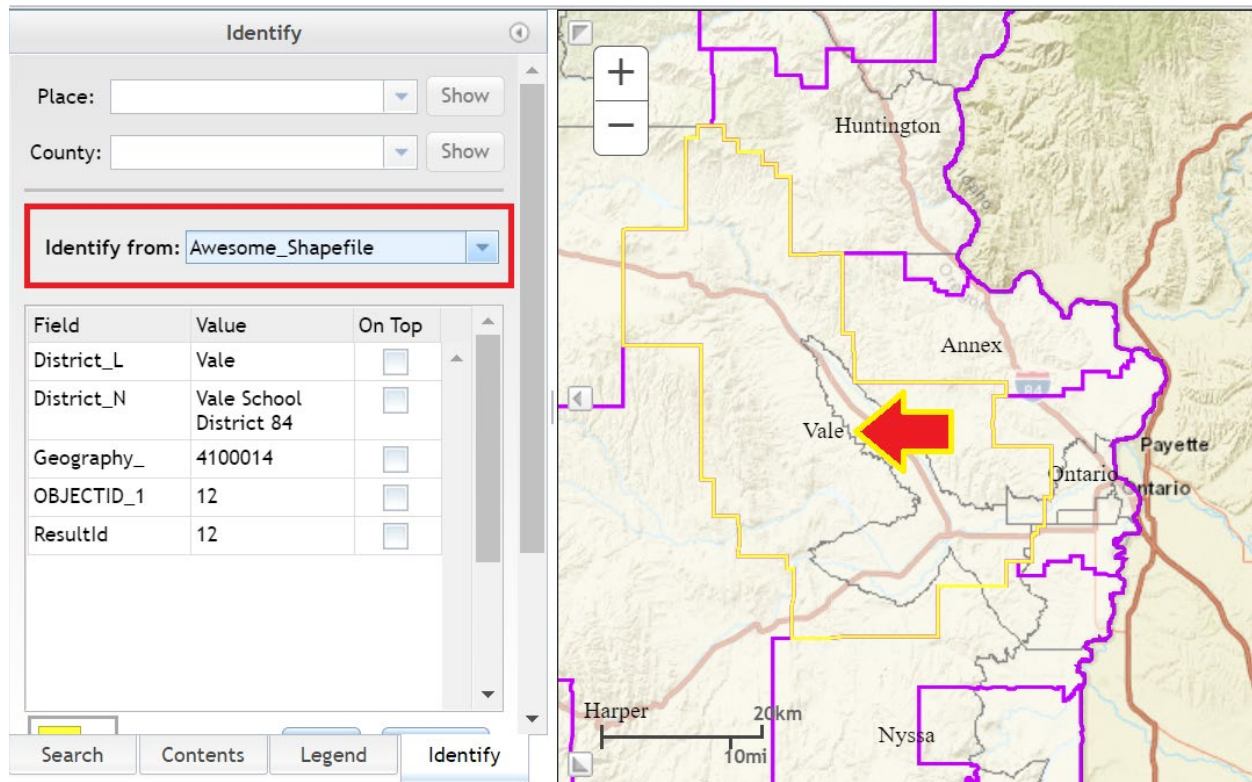 Identify
Place:
Show
County:
Show
Identify from:
Awesome_Shapefile
Field Value On Top
District_L Vale
District_N Vale School
District 84
Geography_ 4100014
OBJECTID_1 12
ResultId 12
Search Contents Legend Identify
+
−
Huntington
Idaho
Oregon
Annex
84
Vale
Payette
Ontario
Ontario
Harper
20km
10mi
Nyssa